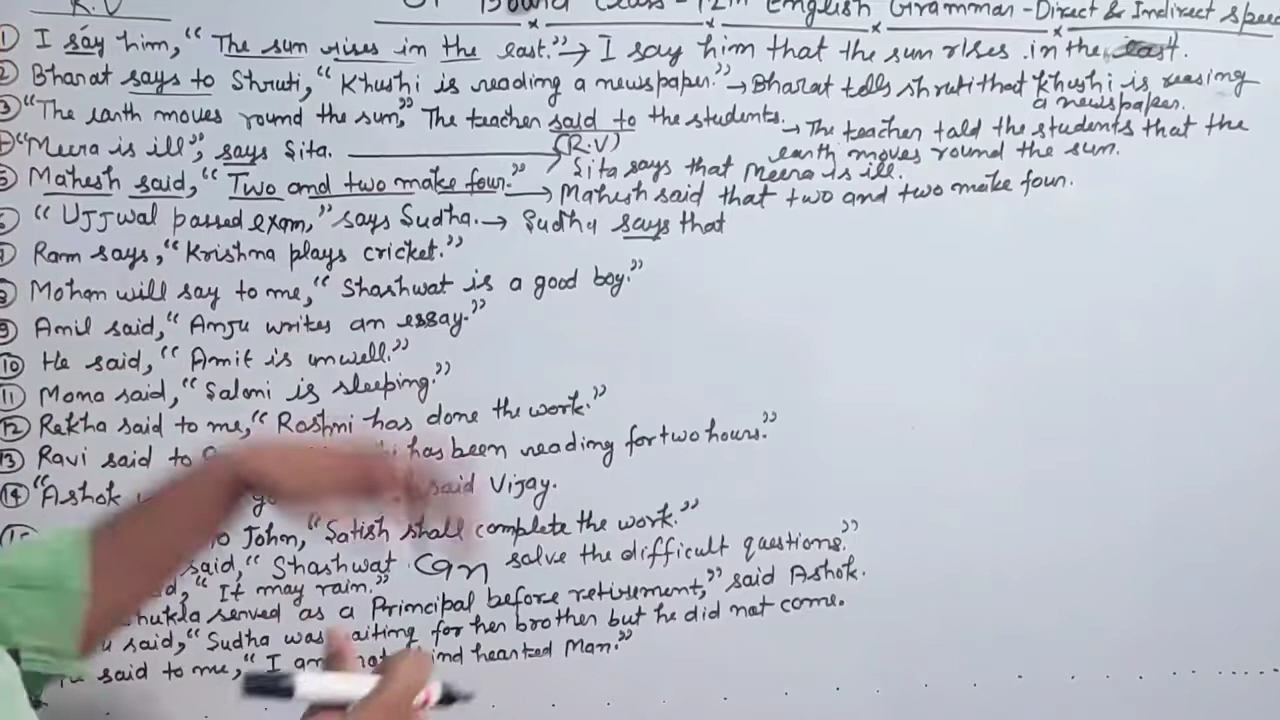 R.V
Board Class-12th English Grammar-Direct & Indirect speec
① I say him, “The sun rises in the east.” → I say him that the sun rises in the east.
② Bharat says to Shruti, “Khushi is reading a newspaper.” → Bharat tells shruti that Khushi is reasing a newspaper.
③ “The earth moves round the sun,” The teacher said to the students. → The teacher told the students that the earth moves round the sun.
“Meera is ill”, says Sita. (R.V) Sita says that Meera is ill.
⑤ Mahesh said, “Two and two make four.” → Mahesh said that two and two make four.
“Ujjwal passed exam,” says Sudha. → Sudha says that
Ram says, “Krishna plays cricket.”
Mohan will say to me, “Shashwat is a good boy.”
⑨ Anil said, “Anju writes an essay.”
⑩ He said, “Amit is unwell.”
⑪ Mona said, “Saloni is sleeping.”
⑫ Rekha said to me, “Rashmi has done the work.”
⑬ Ravi said to has been reading for two hours.”
⑭ “Ashok said Vijay.
John, “Satish shall complete the work.”
said, “Shashwat can solve the difficult questions.”
“It may rain.”
hukla served as a Principal before retirement,” said Ashok.
said, “Sudha was aiting for her brother but he did not come.
said to me, “I am hearted Man.”